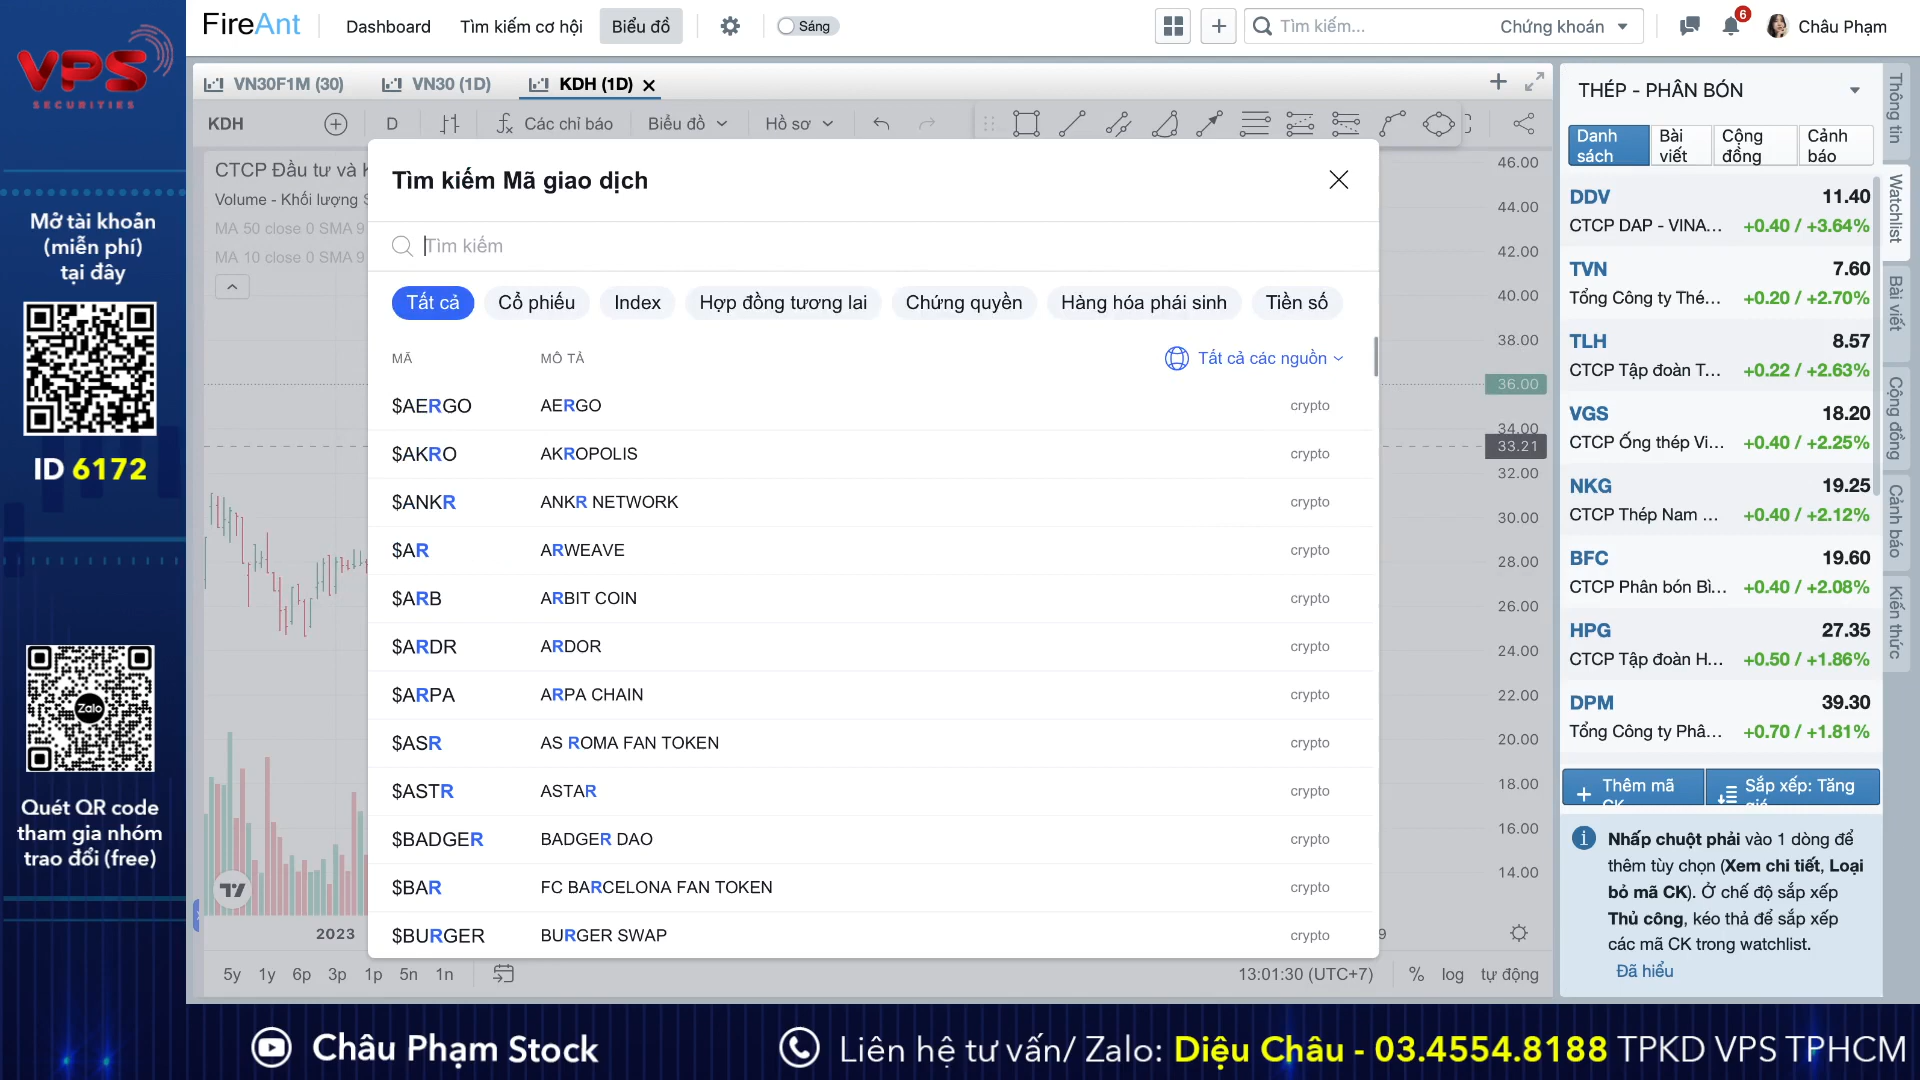 VPS
SECURITIES
Mở tài khoản
(miễn phí)
tại đây
ID 6172
Zalo
Quét QR code
tham gia nhóm
trao đổi (free)
FireAnt
Dashboard
Tìm kiếm cơ hội
Biểu đồ
Sáng
Tìm kiếm...
Chứng khoán
6
Châu Phạm
VN30F1M (30)
VN30 (1D)
KDH (1D)
KDH
D
Các chỉ báo
Biểu đồ
Hồ sơ
CTCP Đầu tư và K
Volume - Khối lượng S
MA 50 close 0 SMA 9
MA 10 close 0 SMA 9
Tìm kiếm Mã giao dịch
Tìm kiếm
Tất cả
Cổ phiếu
Index
Hợp đồng tương lai
Chứng quyền
Hàng hóa phái sinh
Tiền số
MÃ
MÔ TẢ
Tất cả các nguồn
$AERGO AERGO crypto
$AKRO AKROPOLIS crypto
$ANKR ANKR NETWORK crypto
$AR ARWEAVE crypto
$ARB ARBIT COIN crypto
$ARDR ARDOR crypto
$ARPA ARPA CHAIN crypto
$ASR AS ROMA FAN TOKEN crypto
$ASTR ASTAR crypto
$BADGER BADGER DAO crypto
$BAR FC BARCELONA FAN TOKEN crypto
$BURGER BURGER SWAP crypto
46.00
44.00
42.00
40.00
38.00
36.00
34.00
33.21
32.00
30.00
28.00
26.00
24.00
22.00
20.00
18.00
16.00
14.00
2023
9
5y 1y 6p 3p 1p 5n 1n
13:01:30 (UTC+7)
% log tự động
THÉP - PHÂN BÓN
Danh sách
Bài viết
Cộng đồng
Cảnh báo
DDV 11.40
CTCP DAP - VINA... +0.40 / +3.64%
TVN 7.60
Tổng Công ty Thé... +0.20 / +2.70%
TLH 8.57
CTCP Tập đoàn T... +0.22 / +2.63%
VGS 18.20
CTCP Ống thép Vi... +0.40 / +2.25%
NKG 19.25
CTCP Thép Nam ... +0.40 / +2.12%
BFC 19.60
CTCP Phân bón Bì... +0.40 / +2.08%
HPG 27.35
CTCP Tập đoàn H... +0.50 / +1.86%
DPM 39.30
Tổng Công ty Phâ... +0.70 / +1.81%
Thêm mã
Sắp xếp: Tăng
Nhấp chuột phải vào 1 dòng để
thêm tùy chọn (Xem chi tiết, Loại
bỏ mã CK). Ở chế độ sắp xếp
Thủ công, kéo thả để sắp xếp
các mã CK trong watchlist.
Đã hiểu
Thông tin
Watchlist
Bài viết
Cộng đồng
Cảnh báo
Kiến thức
Châu Phạm Stock
Liên hệ tư vấn/ Zalo: Diệu Châu - 03.4554.8188 TPKD VPS TPHCM